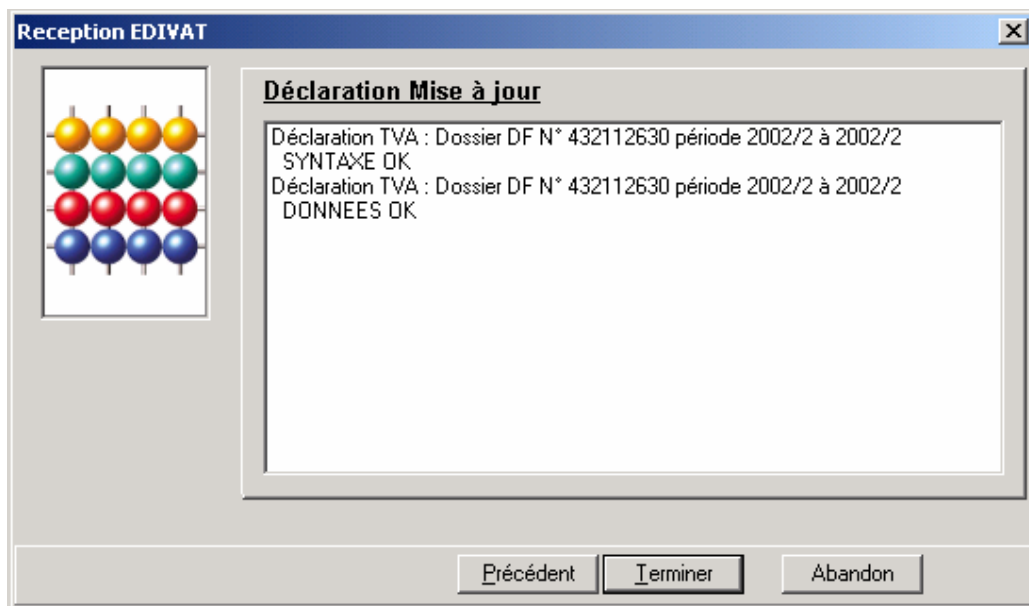 Reception EDIVAT
Déclaration Mise à jour
Déclaration TVA : Dossier DF N° 432112630 période 2002/2 à 2002/2
SYNTAXE OK
Déclaration TVA : Dossier DF N° 432112630 période 2002/2 à 2002/2
DONNEES OK
Précédent
Terminer
Abandon